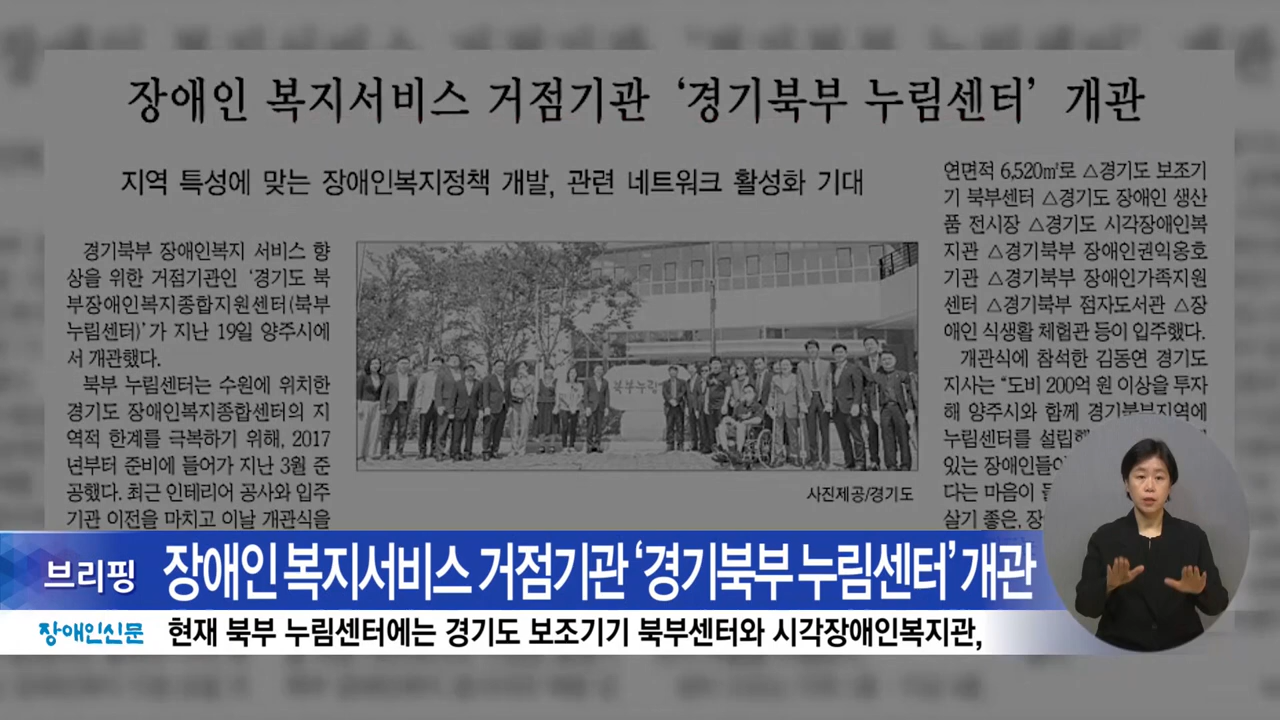 장애인 복지서비스 거점기관 ‘경기북부 누림센터’ 개관
지역 특성에 맞는 장애인복지정책 개발, 관련 네트워크 활성화 기대
경기북부 장애인복지 서비스 향
상을 위한 거점기관인 ‘경기도 북
부장애인복지종합지원센터(북부
누림센터)’가 지난 19일 양주시에
서 개관했다.
북부 누림센터는 수원에 위치한
경기도 장애인복지종합센터의 지
역적 한계를 극복하기 위해, 2017
년부터 준비에 들어가 지난 3월 준
공했다. 최근 인테리어 공사와 입주
기관 이전을 마치고 이날 개관식을
북부누림
사진제공/경기도
연면적 6,520㎡로 △경기도 보조기
기 북부센터 △경기도 장애인 생산
품 전시장 △경기도 시각장애인복
지관 △경기북부 장애인권익옹호
기관 △경기북부 장애인가족지원
센터 △경기북부 점자도서관 △장
애인 식생활 체험관 등이 입주했다.
개관식에 참석한 김동연 경기도
지사는 “도비 200억 원 이상을 투자
해 양주시와 함께 경기북부지역에
누림센터를 설립
있는 장애인들이
다는 마음이
살기 좋은, 장
브리핑 장애인 복지서비스 거점기관 ‘경기북부 누림센터’ 개관
장애인신문 현재 북부 누림센터에는 경기도 보조기기 북부센터와 시각장애인복지관,